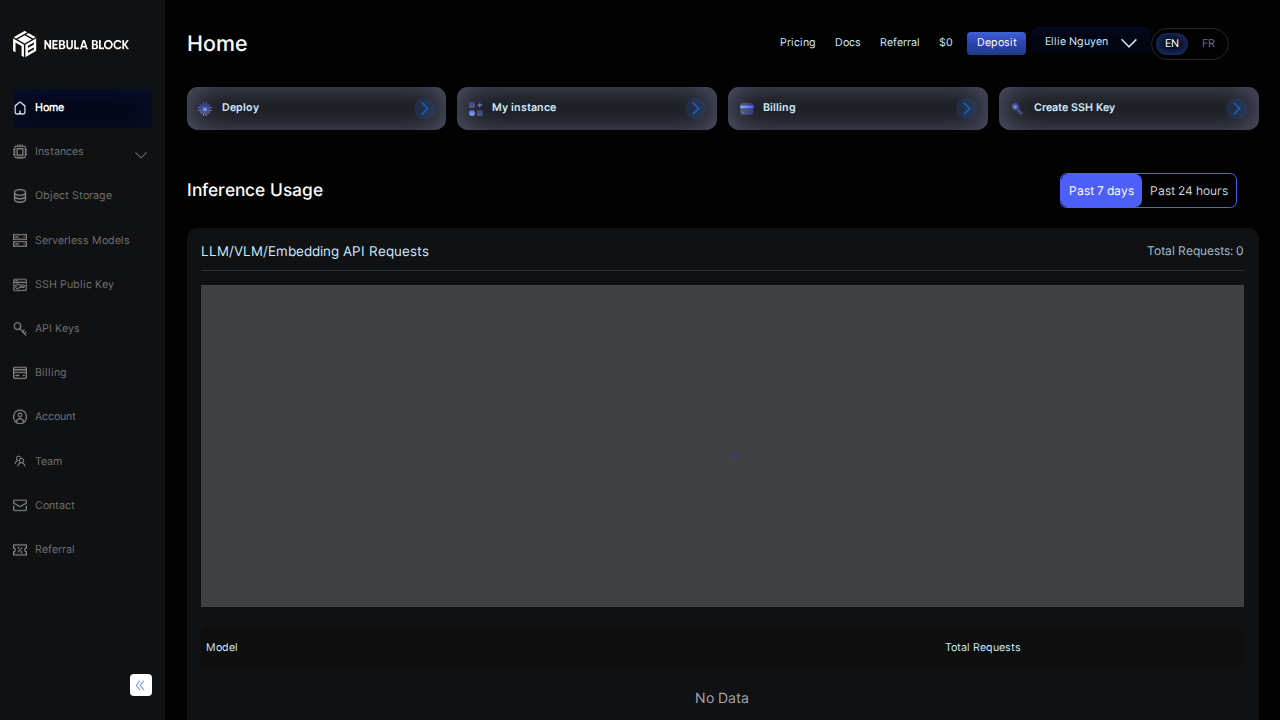 NEBULA BLOCK
Home
Instances
Object Storage
Serverless Models
SSH Public Key
API Keys
Billing
Account
Team
Contact
Referral
Home
Pricing
Docs
Referral
$0
Deposit
Ellie Nguyen
EN
FR
Deploy
My instance
Billing
Create SSH Key
Inference Usage
Past 7 days
Past 24 hours
LLM/VLM/Embedding API Requests
Total Requests: 0
Model
Total Requests
No Data